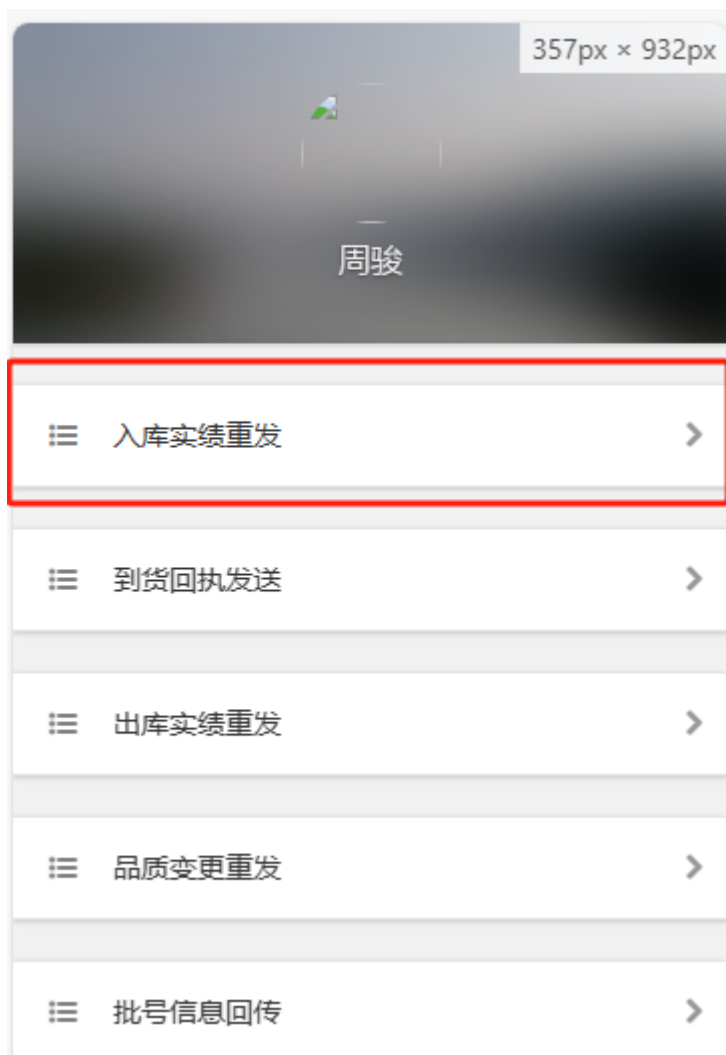 357px × 932px
周骏
入库实绩重发
到货回执发送
出库实绩重发
品质变更重发
批号信息回传